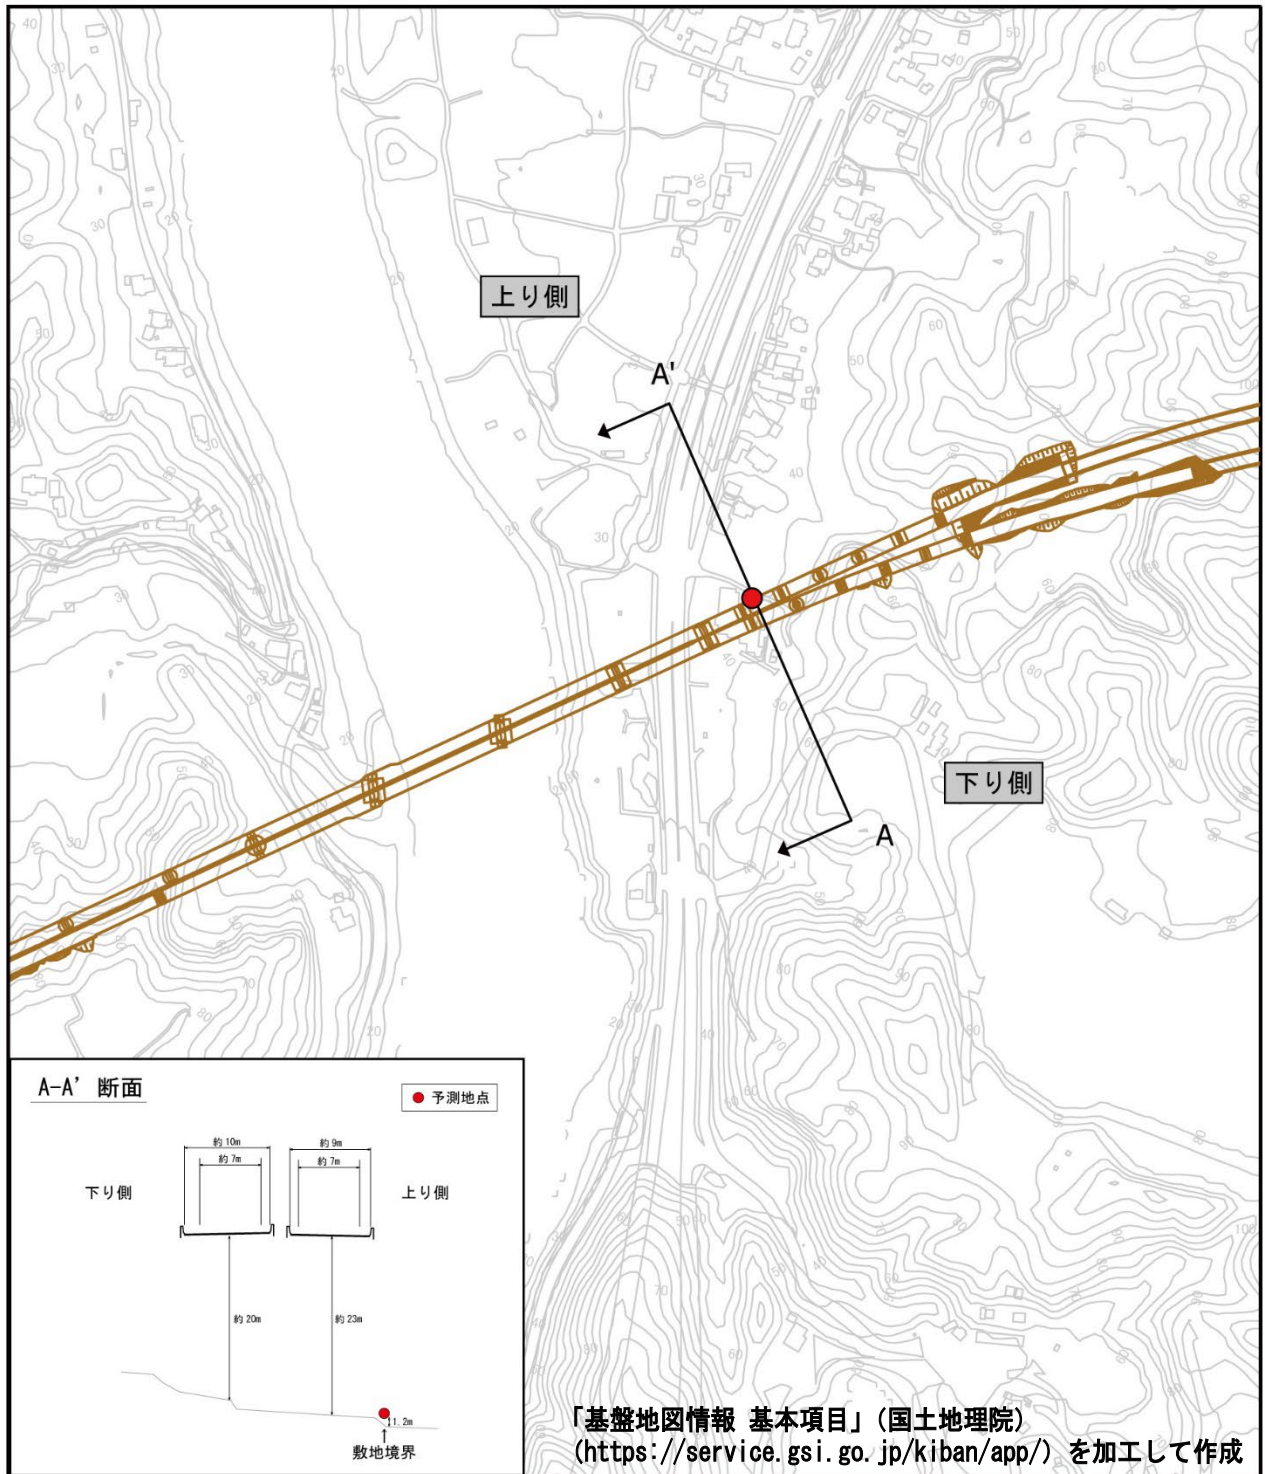 上り側
A'
下り側
A
A-A’ 断面
予測地点
約10m
約9m
約7m
約7m
下り側
上り側
約20m
約23m
1.2m
敷地境界
「基盤地図情報 基本項目」（国土地理院）
（https://service.gsi.go.jp/kiban/app/）を加工して作成